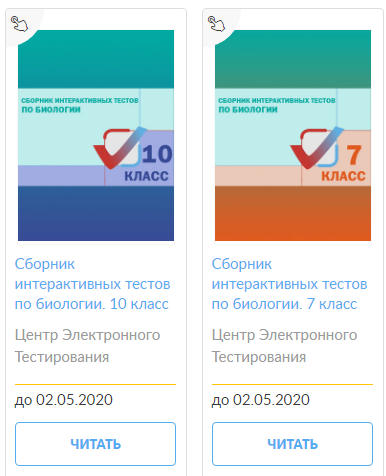 СБОРНИК ИНТЕРАКТИВНЫХ ТЕСТОВ
ПО БИОЛОГИИ
10
КЛАСС
Сборник
интерактивных тестов
по биологии. 10 класс
Центр Электронного
Тестирования
до 02.05.2020
ЧИТАТЬ
СБОРНИК ИНТЕРАКТИВНЫХ ТЕСТОВ
ПО БИОЛОГИИ
7
КЛАСС
Сборник
интерактивных тестов
по биологии. 7 класс
Центр Электронного
Тестирования
до 02.05.2020
ЧИТАТЬ